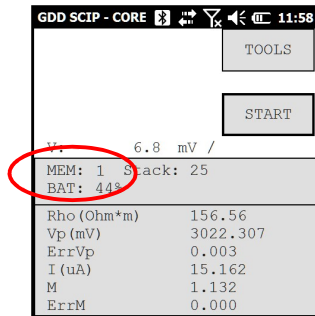 GDD SCIP - CORE 11:58
TOOLS
START
V: 6.8 mV /
MEM: 1 Stack: 25
BAT: 44%
Rho(Ohm*m) 156.56
Vp(mV) 3022.307
ErrVp 0.003
I(uA) 15.162
M 1.132
ErrM 0.000